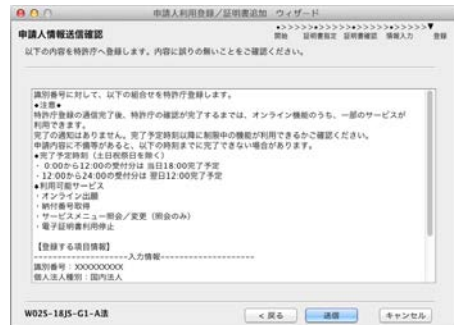 申請人利用登録／証明書追加　ウィザード
申請人情報送信確認
●>>>>>●>>>>>●>>>>>●>>>>>▼
開始　証明書指定　証明書確認　情報入力　登録
以下の内容を特許庁へ登録します。内容に誤りの無いことをご確認ください。
識別番号に対して、以下の組合せを特許庁登録します。
◆注意◆
特許庁登録の通信完了後、特許庁の確認が完了するまでは、オンライン機能のうち、一部のサービスが
利用できます。
完了の通知はありません。完了予定時刻以降に制限中の機能が利用できるかご確認ください。
申請内容に不備等があると、以下の時刻までに完了できない場合があります。
◆完了予定時刻（土日祝祭日を除く）
・ 0:00から12:00の受付分は 当日18:00完了予定
・12:00から24:00の受付分は 翌日12:00完了予定
◆利用可能サービス
・オンライン出願
・納付番号取得
・サービスメニュー照会／変更（照会のみ）
・電子証明書利用停止
【登録する項目情報】
--------------------入力情報--------------------
識別番号：XXXXXXXXX
個人法人種別：国内法人
W02S-18JS-G1-A法
< 戻る
送信
キャンセル